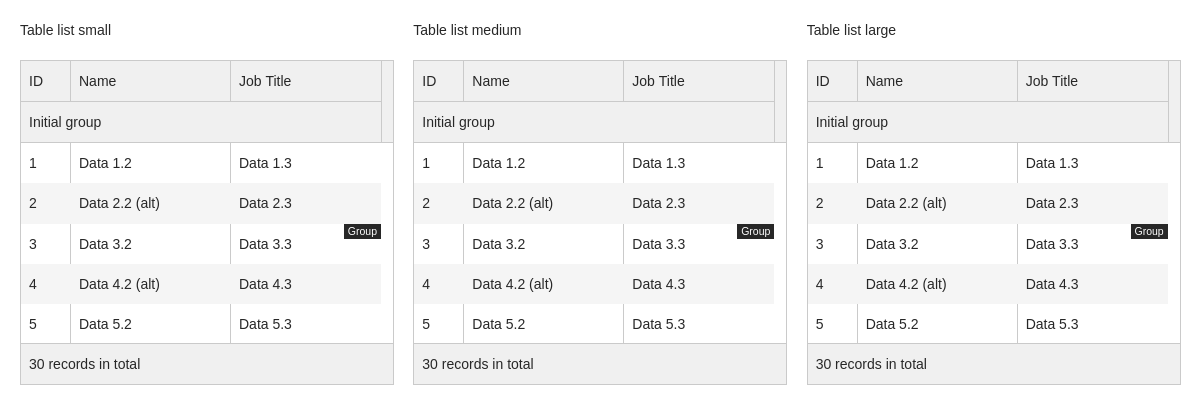 Table list small
ID Name Job Title
Initial group
1 Data 1.2 Data 1.3
2 Data 2.2 (alt) Data 2.3
Group
3 Data 3.2 Data 3.3
4 Data 4.2 (alt) Data 4.3
5 Data 5.2 Data 5.3
30 records in total
Table list medium
ID Name Job Title
Initial group
1 Data 1.2 Data 1.3
2 Data 2.2 (alt) Data 2.3
Group
3 Data 3.2 Data 3.3
4 Data 4.2 (alt) Data 4.3
5 Data 5.2 Data 5.3
30 records in total
Table list large
ID Name Job Title
Initial group
1 Data 1.2 Data 1.3
2 Data 2.2 (alt) Data 2.3
Group
3 Data 3.2 Data 3.3
4 Data 4.2 (alt) Data 4.3
5 Data 5.2 Data 5.3
30 records in total